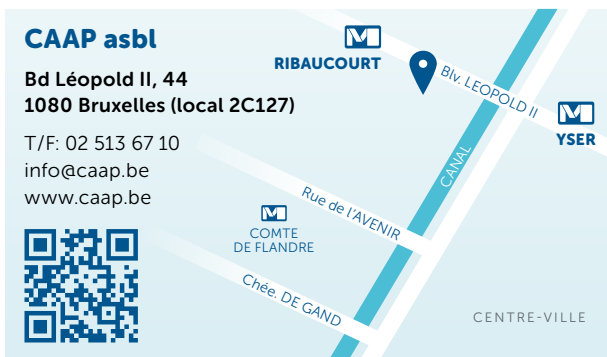 CAAP asbl
Bd Léopold II, 44
1080 Bruxelles (local 2C127)
T/F: 02 513 67 10
info@caap.be
www.caap.be
M
RIBAUCOURT
Blv. LEOPOLD II
M
YSER
CANAL
Rue de l'AVENIR
M
COMTE
DE FLANDRE
Chée. DE GAND
CENTRE-VILLE